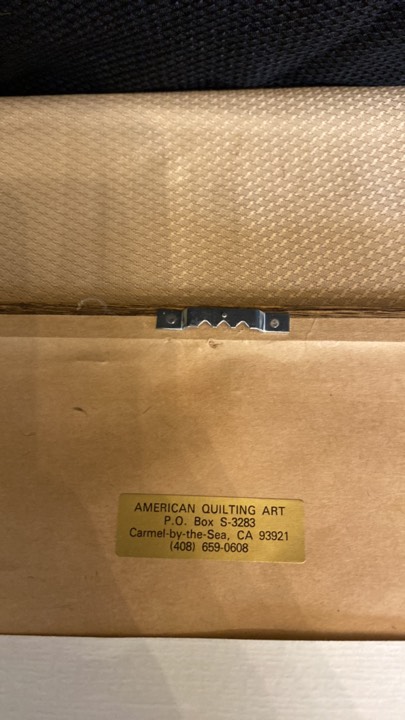 AMERICAN QUILTING ART
P.O. Box S-3283
Carmel-by-the-Sea, CA 93921
(408) 659-0608